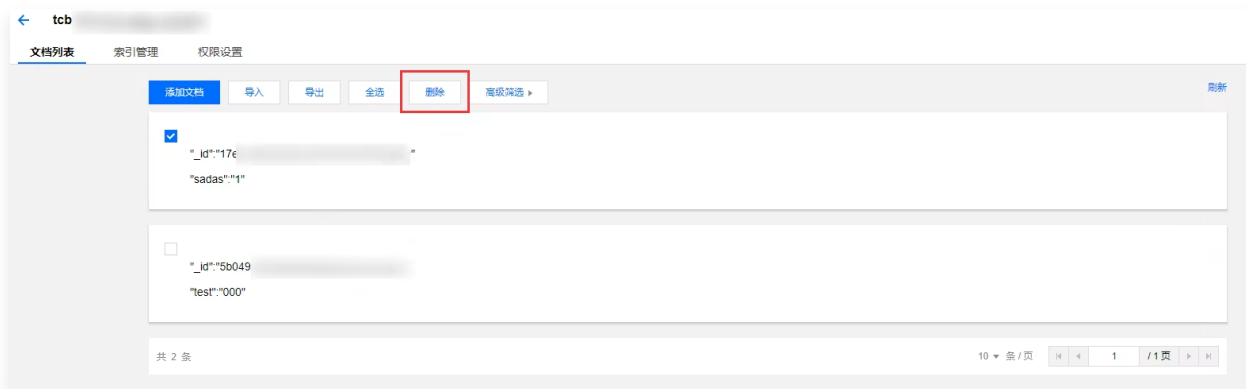 tcb
文档列表 索引管理 权限设置
添加文档 导入 导出 全选 删除 高级筛选 刷新
"_id":"17e "
"sadas":"1"
"_id":"5b049
"test":"000"
共 2 条 10 条 / 页 1 / 1 页